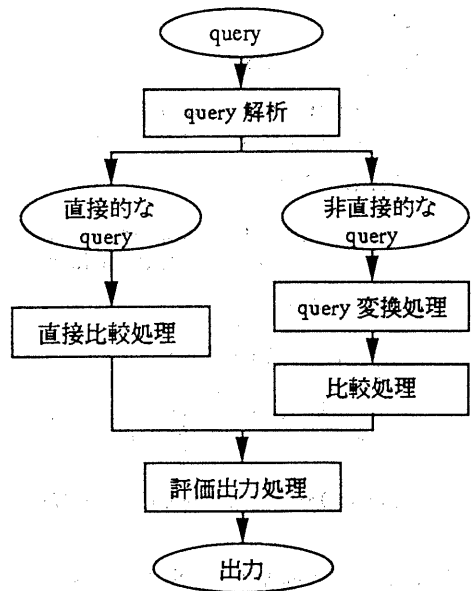 query
query 解析
直接的な
query
非直接的な
query
直接比較処理
query 変換処理
比較処理
評価出力処理
出力